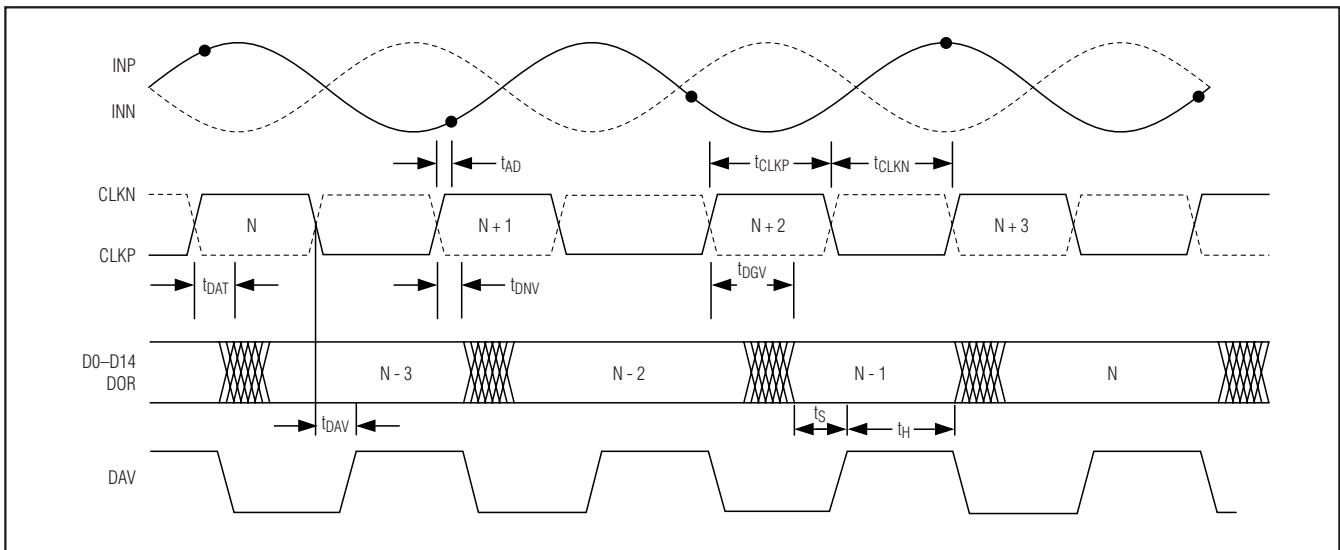 INP
INN
tAD
tCLKP
tCLKN
CLKN
N
N + 1
N + 2
N + 3
CLKP
tDAT
tDNV
tDGV
D0–D14
DOR
N - 3
N - 2
N - 1
N
tDAV
tS
tH
DAV